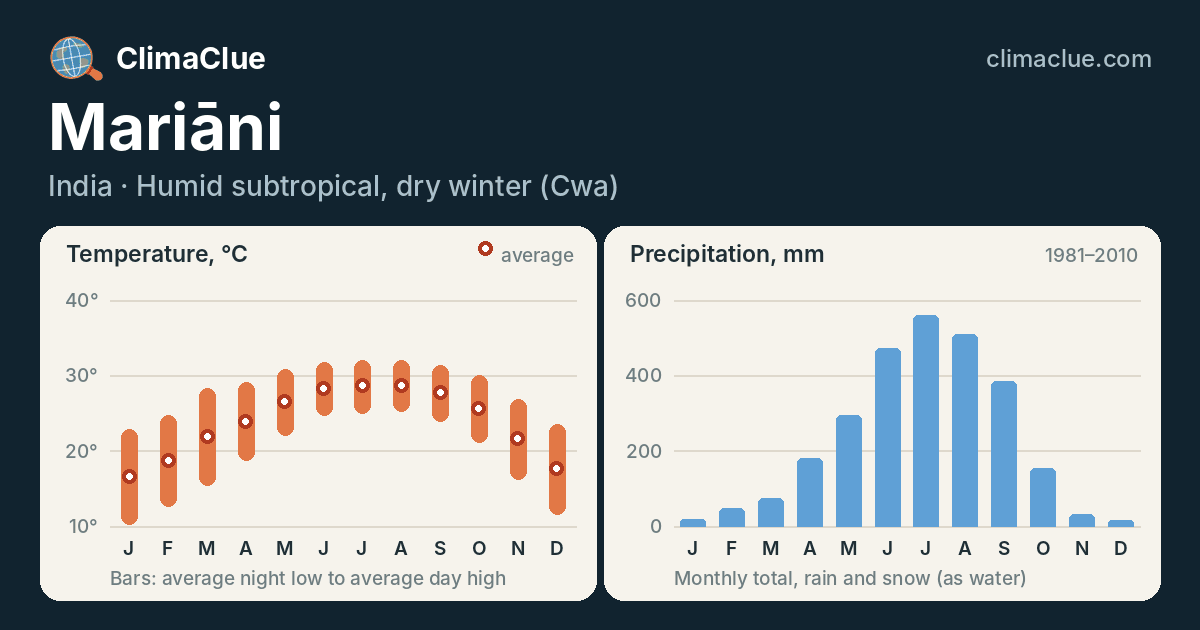 ClimaClue
climaclue.com
Mariāni
India · Humid subtropical, dry winter (Cwa)
Temperature, °C
average
40°
30°
20°
10°
J F M A M J J A S O N D
Bars: average night low to average day high
Precipitation, mm
1981–2010
600
400
200
0
J F M A M J J A S O N D
Monthly total, rain and snow (as water)